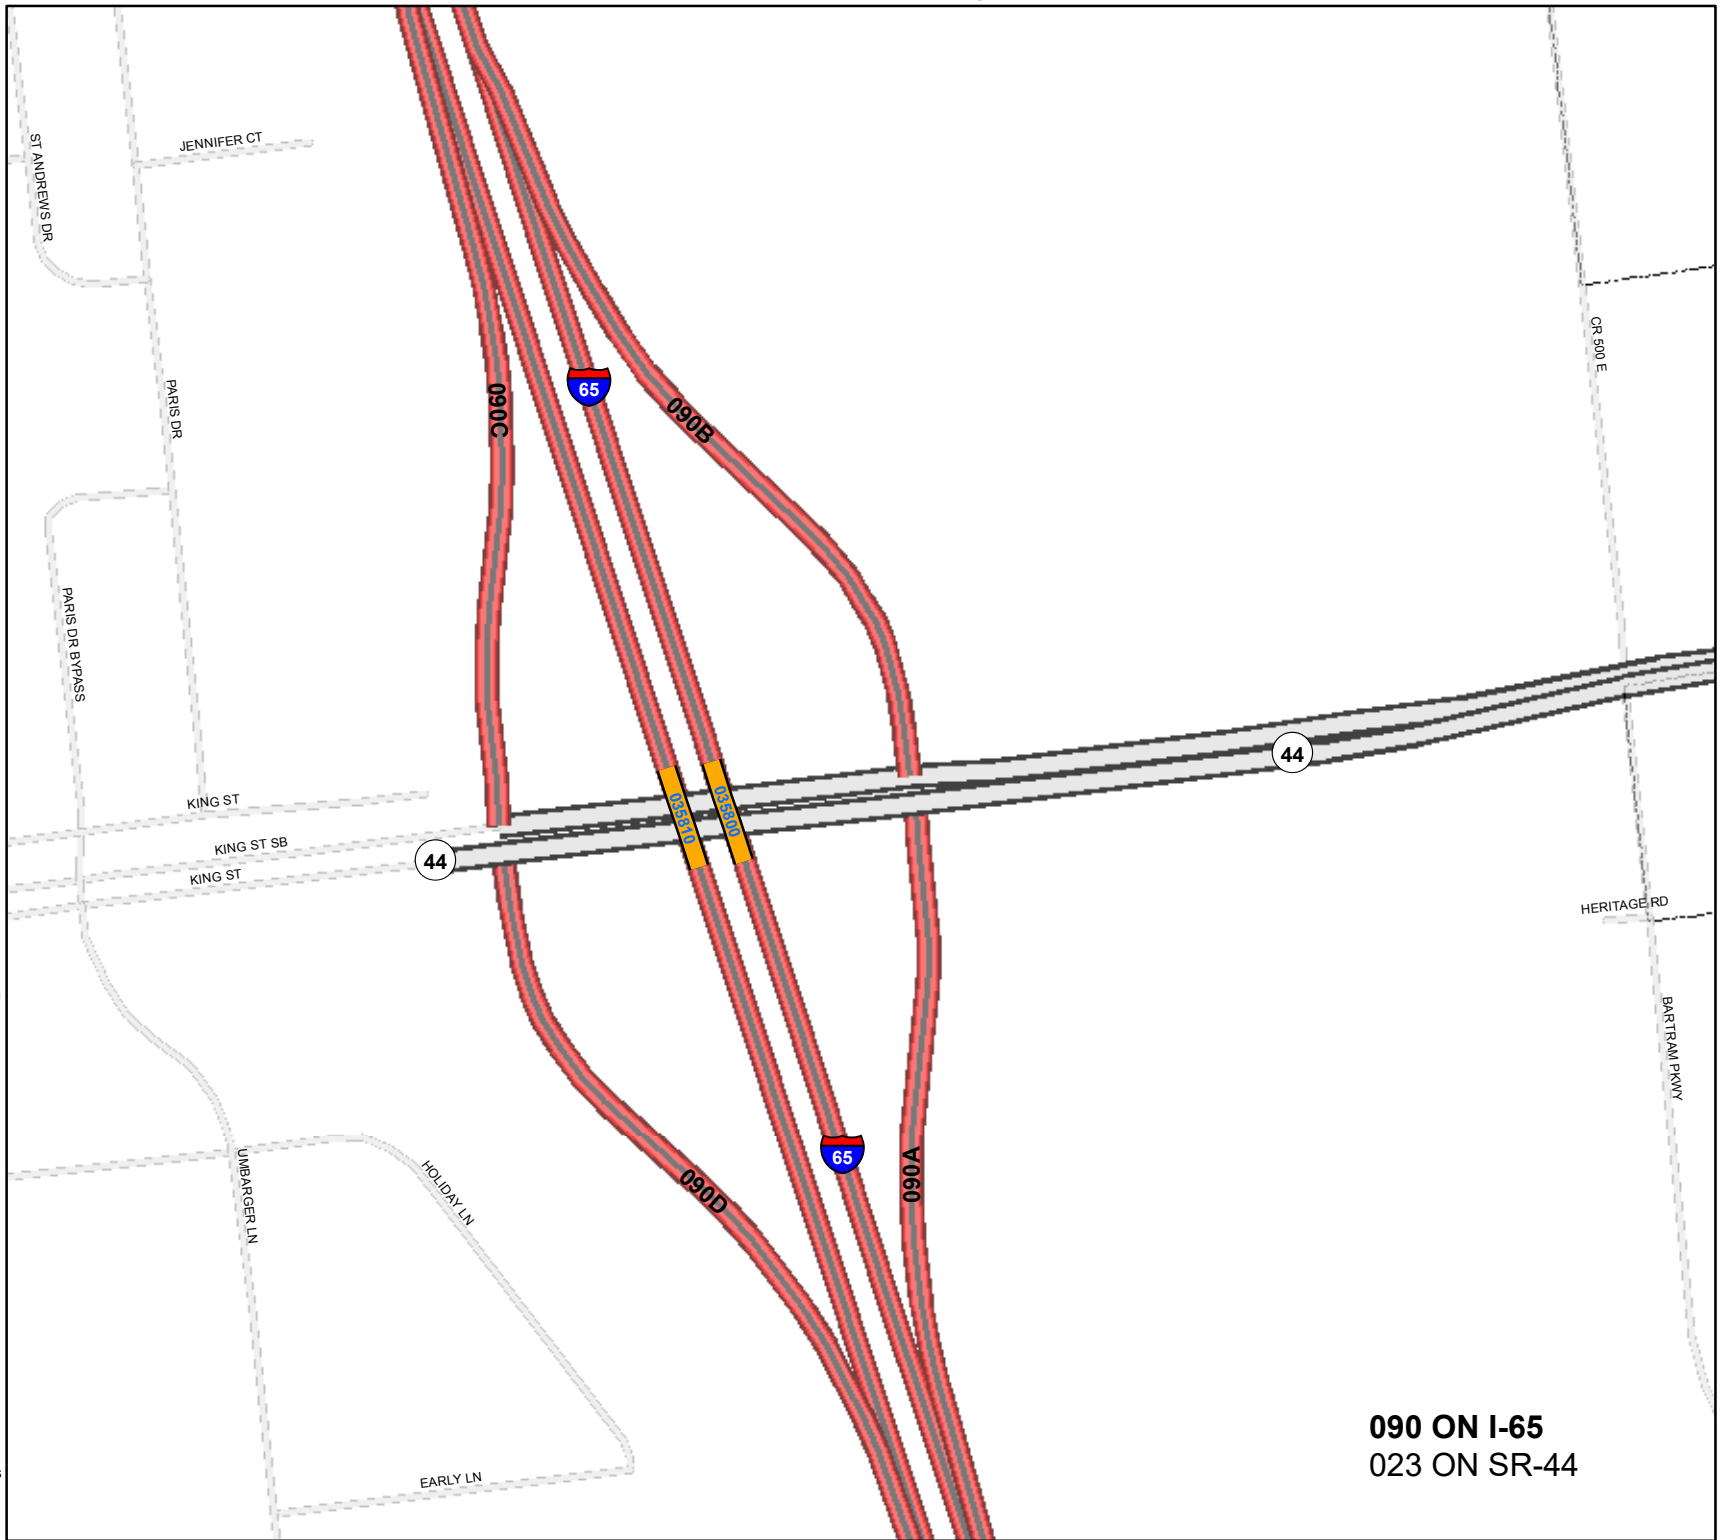 ST ANDREWS DR
JENNIFER CT
PARIS DR
CR 500 E
65
090C
090B
PARIS DR BYPASS
44
KING ST
035810
035800
KING ST SB
44
KING ST
HERITAGE RD
BARTRAM PKWY
65
090A
090D
UMBARGER LN
HOLIDAY LN
EARLY LN
090 ON I-65
023 ON SR-44